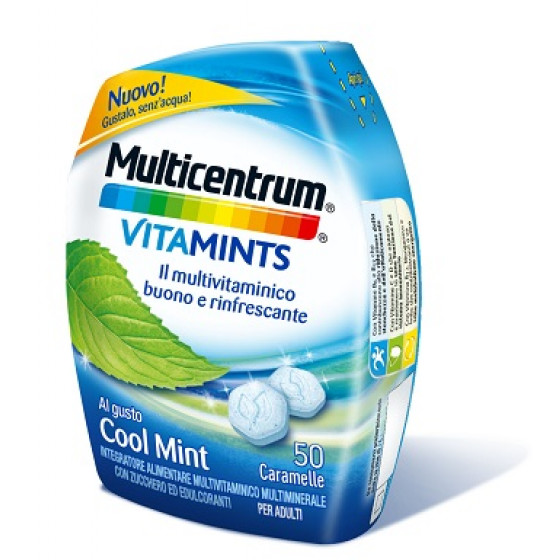 Nuovo!
Gustalo, senz'acqua!
Multicentrum®
VITAMINTS®
Il multivitaminico
buono e rinfrescante
Al gusto
Cool Mint
50
Caramelle
INTEGRATORE ALIMENTARE MULTIVITAMINICO MULTIMINERALE
CON ZUCCHERO ED EDULCORANTI
PER ADULTI